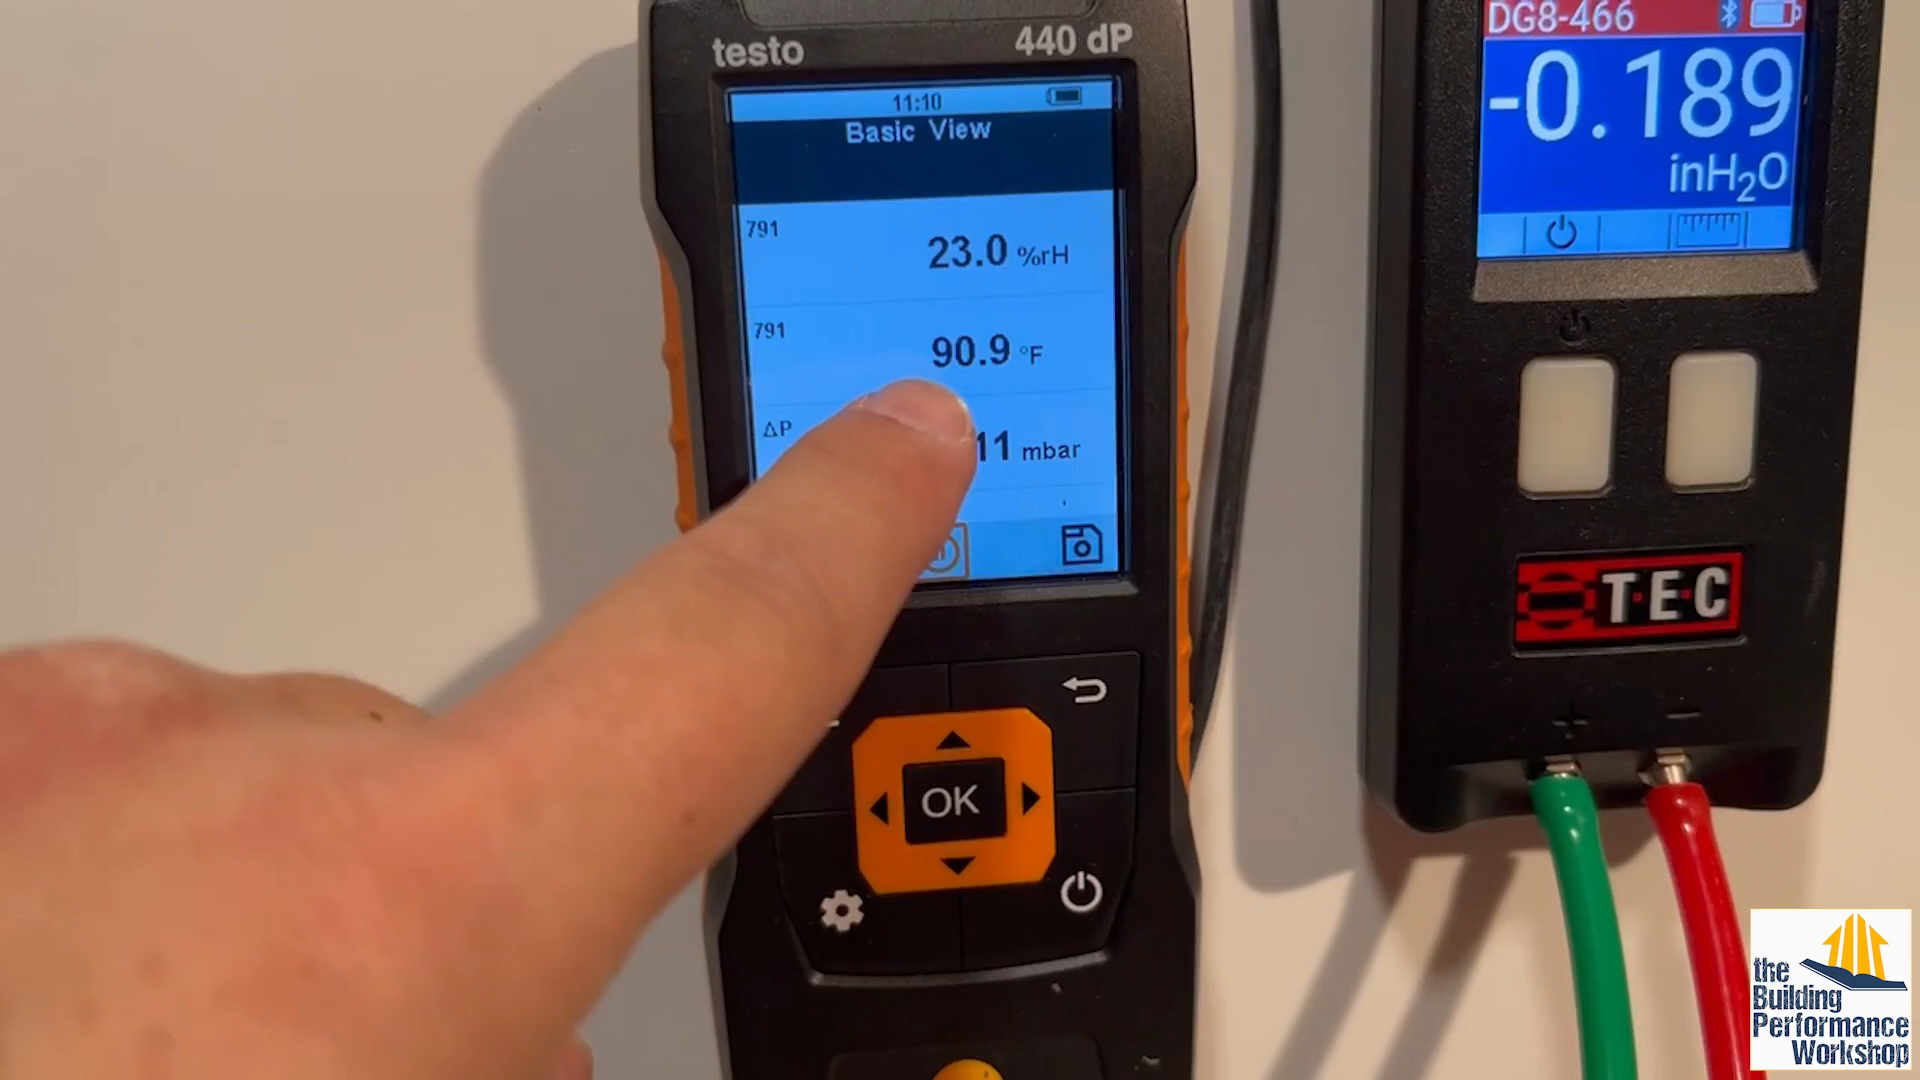 testo
440 dP
11:10
Basic View
791
23.0 %rH
791
90.9 °F
ΔP
11 mbar
OK
DG8-466
-0.189
inH₂O
T·E·C
+ −
the
Building
Performance
Workshop